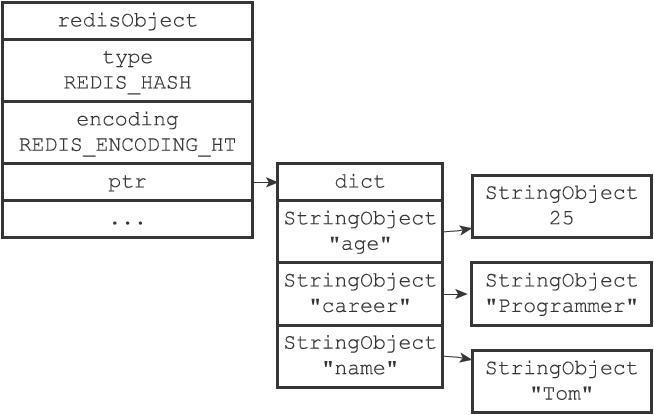 redisObject
type
REDIS_HASH
encoding
REDIS_ENCODING_HT
ptr
...
dict
StringObject
"age"
StringObject
"career"
StringObject
"name"
StringObject
25
StringObject
"Programmer"
StringObject
"Tom"